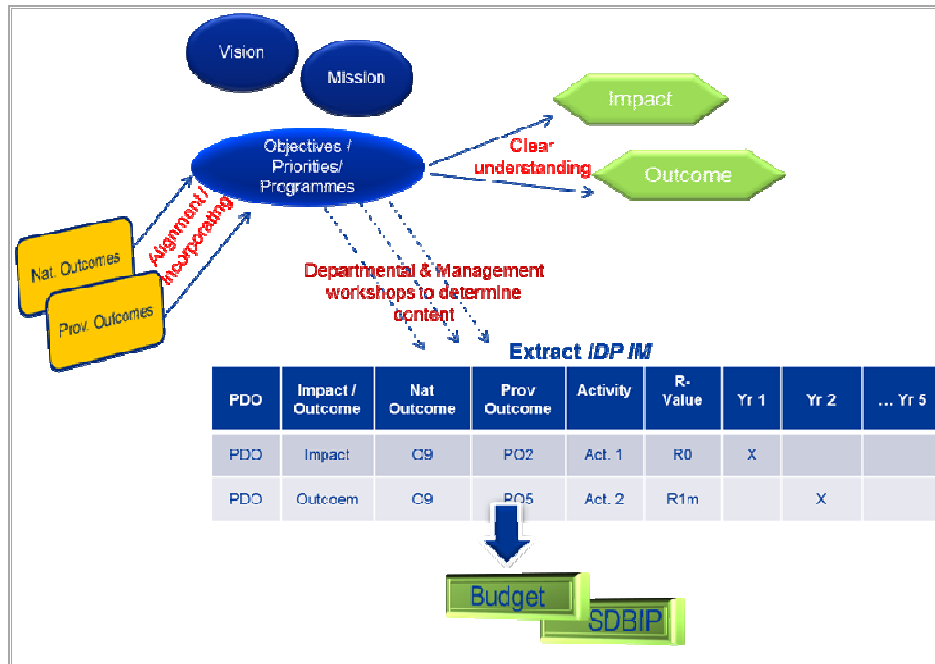 Vision
Mission
Objectives /
Priorities/
Programmes
Impact
Clear
understanding
Outcome
Alignment /
incorporating
Nat. Outcomes
Prov. Outcomes
Departmental & Management
workshops to determine
content
Extract IDP IM
PDO Impact / Outcome Nat Outcome Prov Outcome Activity R-Value Yr 1 Yr 2 ... Yr 5
PDO Impact O9 PO2 Act. 1 R0 X
PDO Outcoem O9 PO5 Act. 2 R1m X
Budget
SDBIP